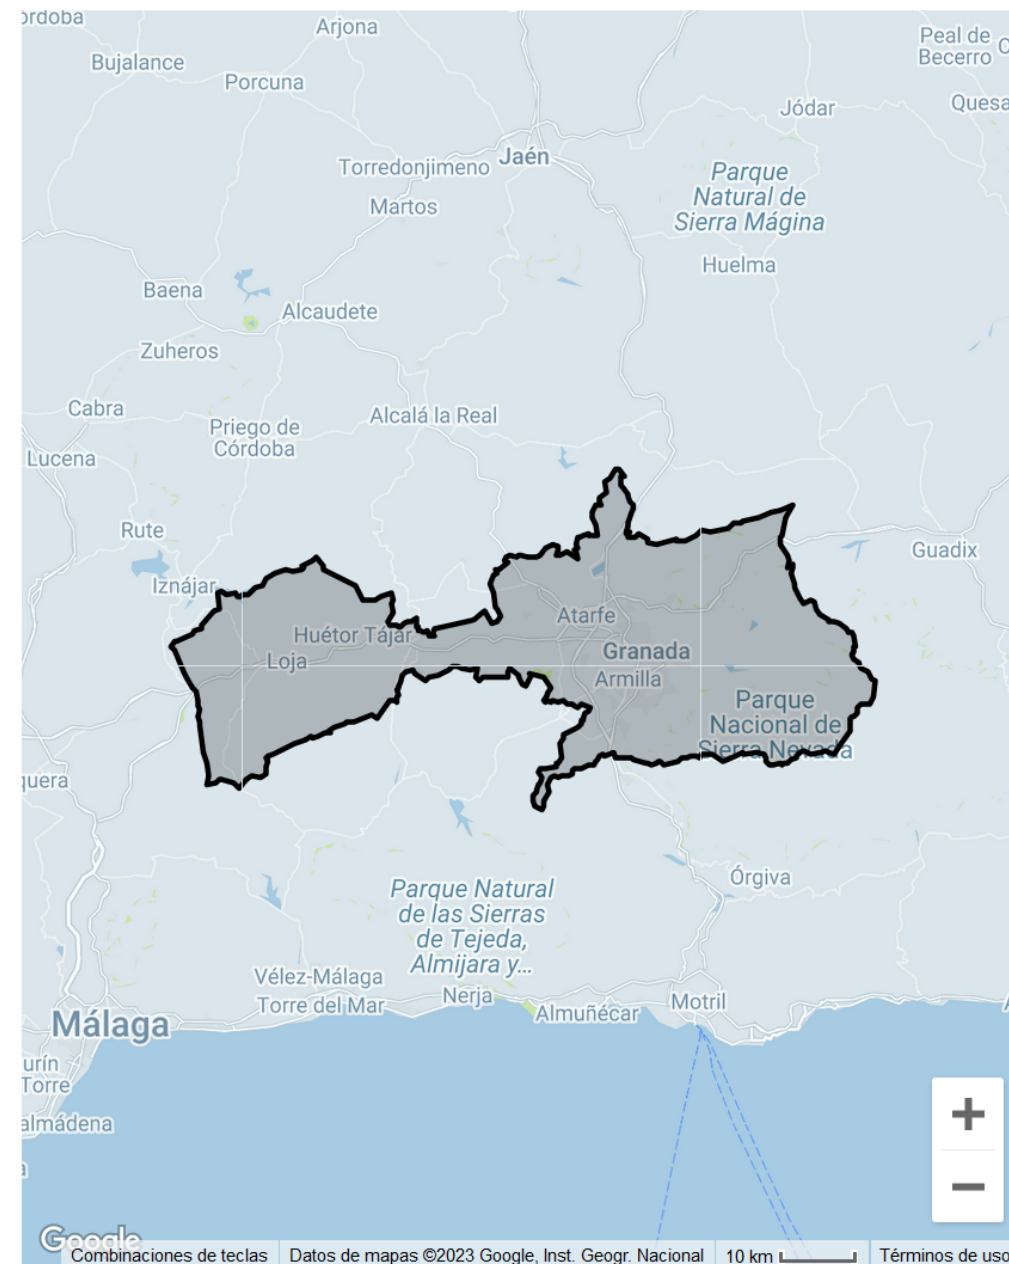 órdoba
Arjona
Peal de
Becerro
Bujalance
Porcuna
Jódar
Quesa
Jaén
Torredonjimeno
Parque
Natural de
Sierra Mágina
Martos
Huelma
Baena
Alcaudete
Zuheros
Cabra
Alcalá la Real
Priego de
Córdoba
Lucena
Rute
Guadix
Iznájar
Atarfe
Huétor Tájar
Granada
Loja
Armilla
Parque
Nacional de
Sierra Nevada
quera
Órgiva
Parque Natural
de las Sierras
de Tejeda,
Almijara y...
Vélez-Málaga
Torre del Mar
Nerja
Motril
Almuñécar
Málaga
urín
Torre
almádena
+
−
Google
Combinaciones de teclas
Datos de mapas ©2023 Google, Inst. Geogr. Nacional
10 km
Términos de uso